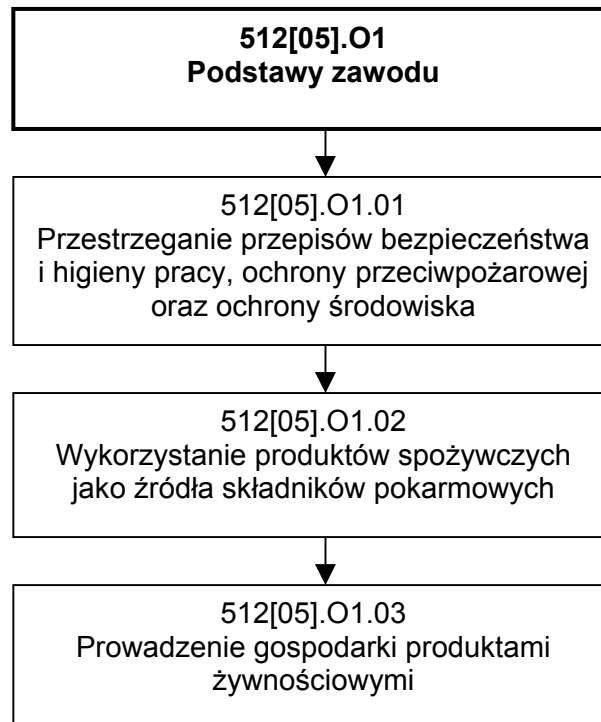 512[05].O1
Podstawy zawodu
512[05].O1.01
Przestrzeganie przepisów bezpieczeństwa
i higieny pracy, ochrony przeciwpożarowej
oraz ochrony środowiska
512[05].O1.02
Wykorzystanie produktów spożywczych
jako źródła składników pokarmowych
512[05].O1.03
Prowadzenie gospodarki produktami
żywnościowymi